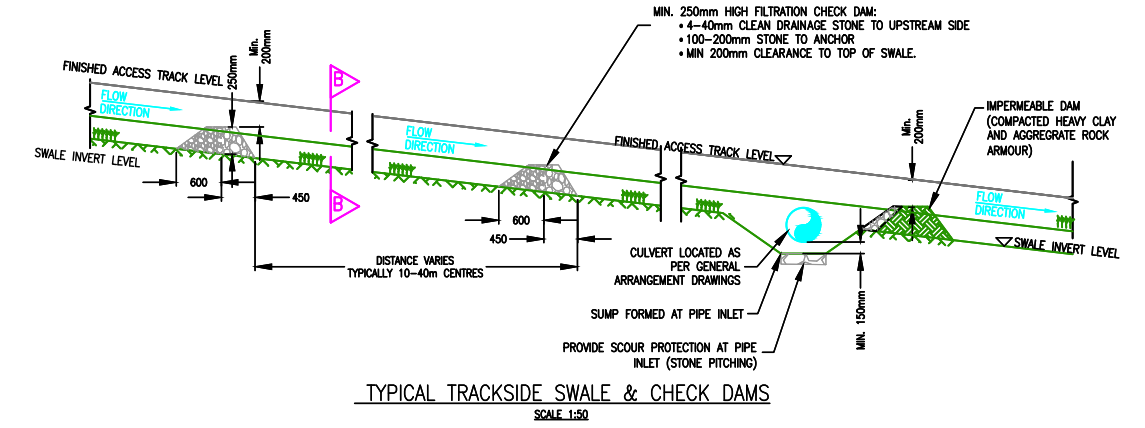 MIN. 250mm HIGH FILTRATION CHECK DAM:
• 4-40mm CLEAN DRAINAGE STONE TO UPSTREAM SIDE
• 100-200mm STONE TO ANCHOR
• MIN 200mm CLEARANCE TO TOP OF SWALE.
FINISHED ACCESS TRACK LEVEL
250mm
Min.
200mm
B
FLOW
DIRECTION
SWALE INVERT LEVEL
600
450
B
FLOW
DIRECTION
600
450
DISTANCE VARIES
TYPICALLY 10-40m CENTRES
FINISHED ACCESS TRACK LEVEL
Min.
200mm
IMPERMEABLE DAM
(COMPACTED HEAVY CLAY
AND AGGREGRATE ROCK
ARMOUR)
FLOW
DIRECTION
SWALE INVERT LEVEL
CULVERT LOCATED AS
PER GENERAL
ARRANGEMENT DRAWINGS
SUMP FORMED AT PIPE INLET
MIN. 150mm
PROVIDE SCOUR PROTECTION AT PIPE
INLET (STONE PITCHING)
TYPICAL TRACKSIDE SWALE & CHECK DAMS
SCALE 1:50